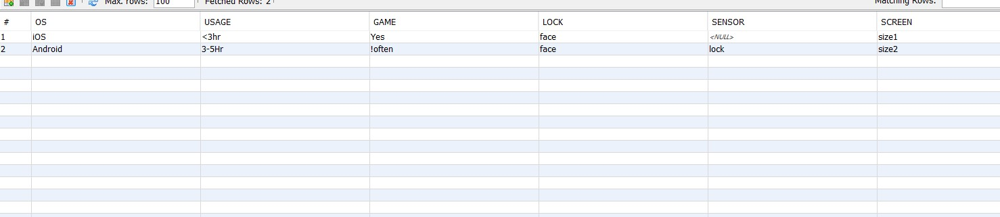 Max. rows: 100 Fetched Rows: 2 Matching Rows:
# OS USAGE GAME LOCK SENSOR SCREEN
1 iOS <3hr Yes face <NULL> size1
2 Android 3-5Hr !often face lock size2